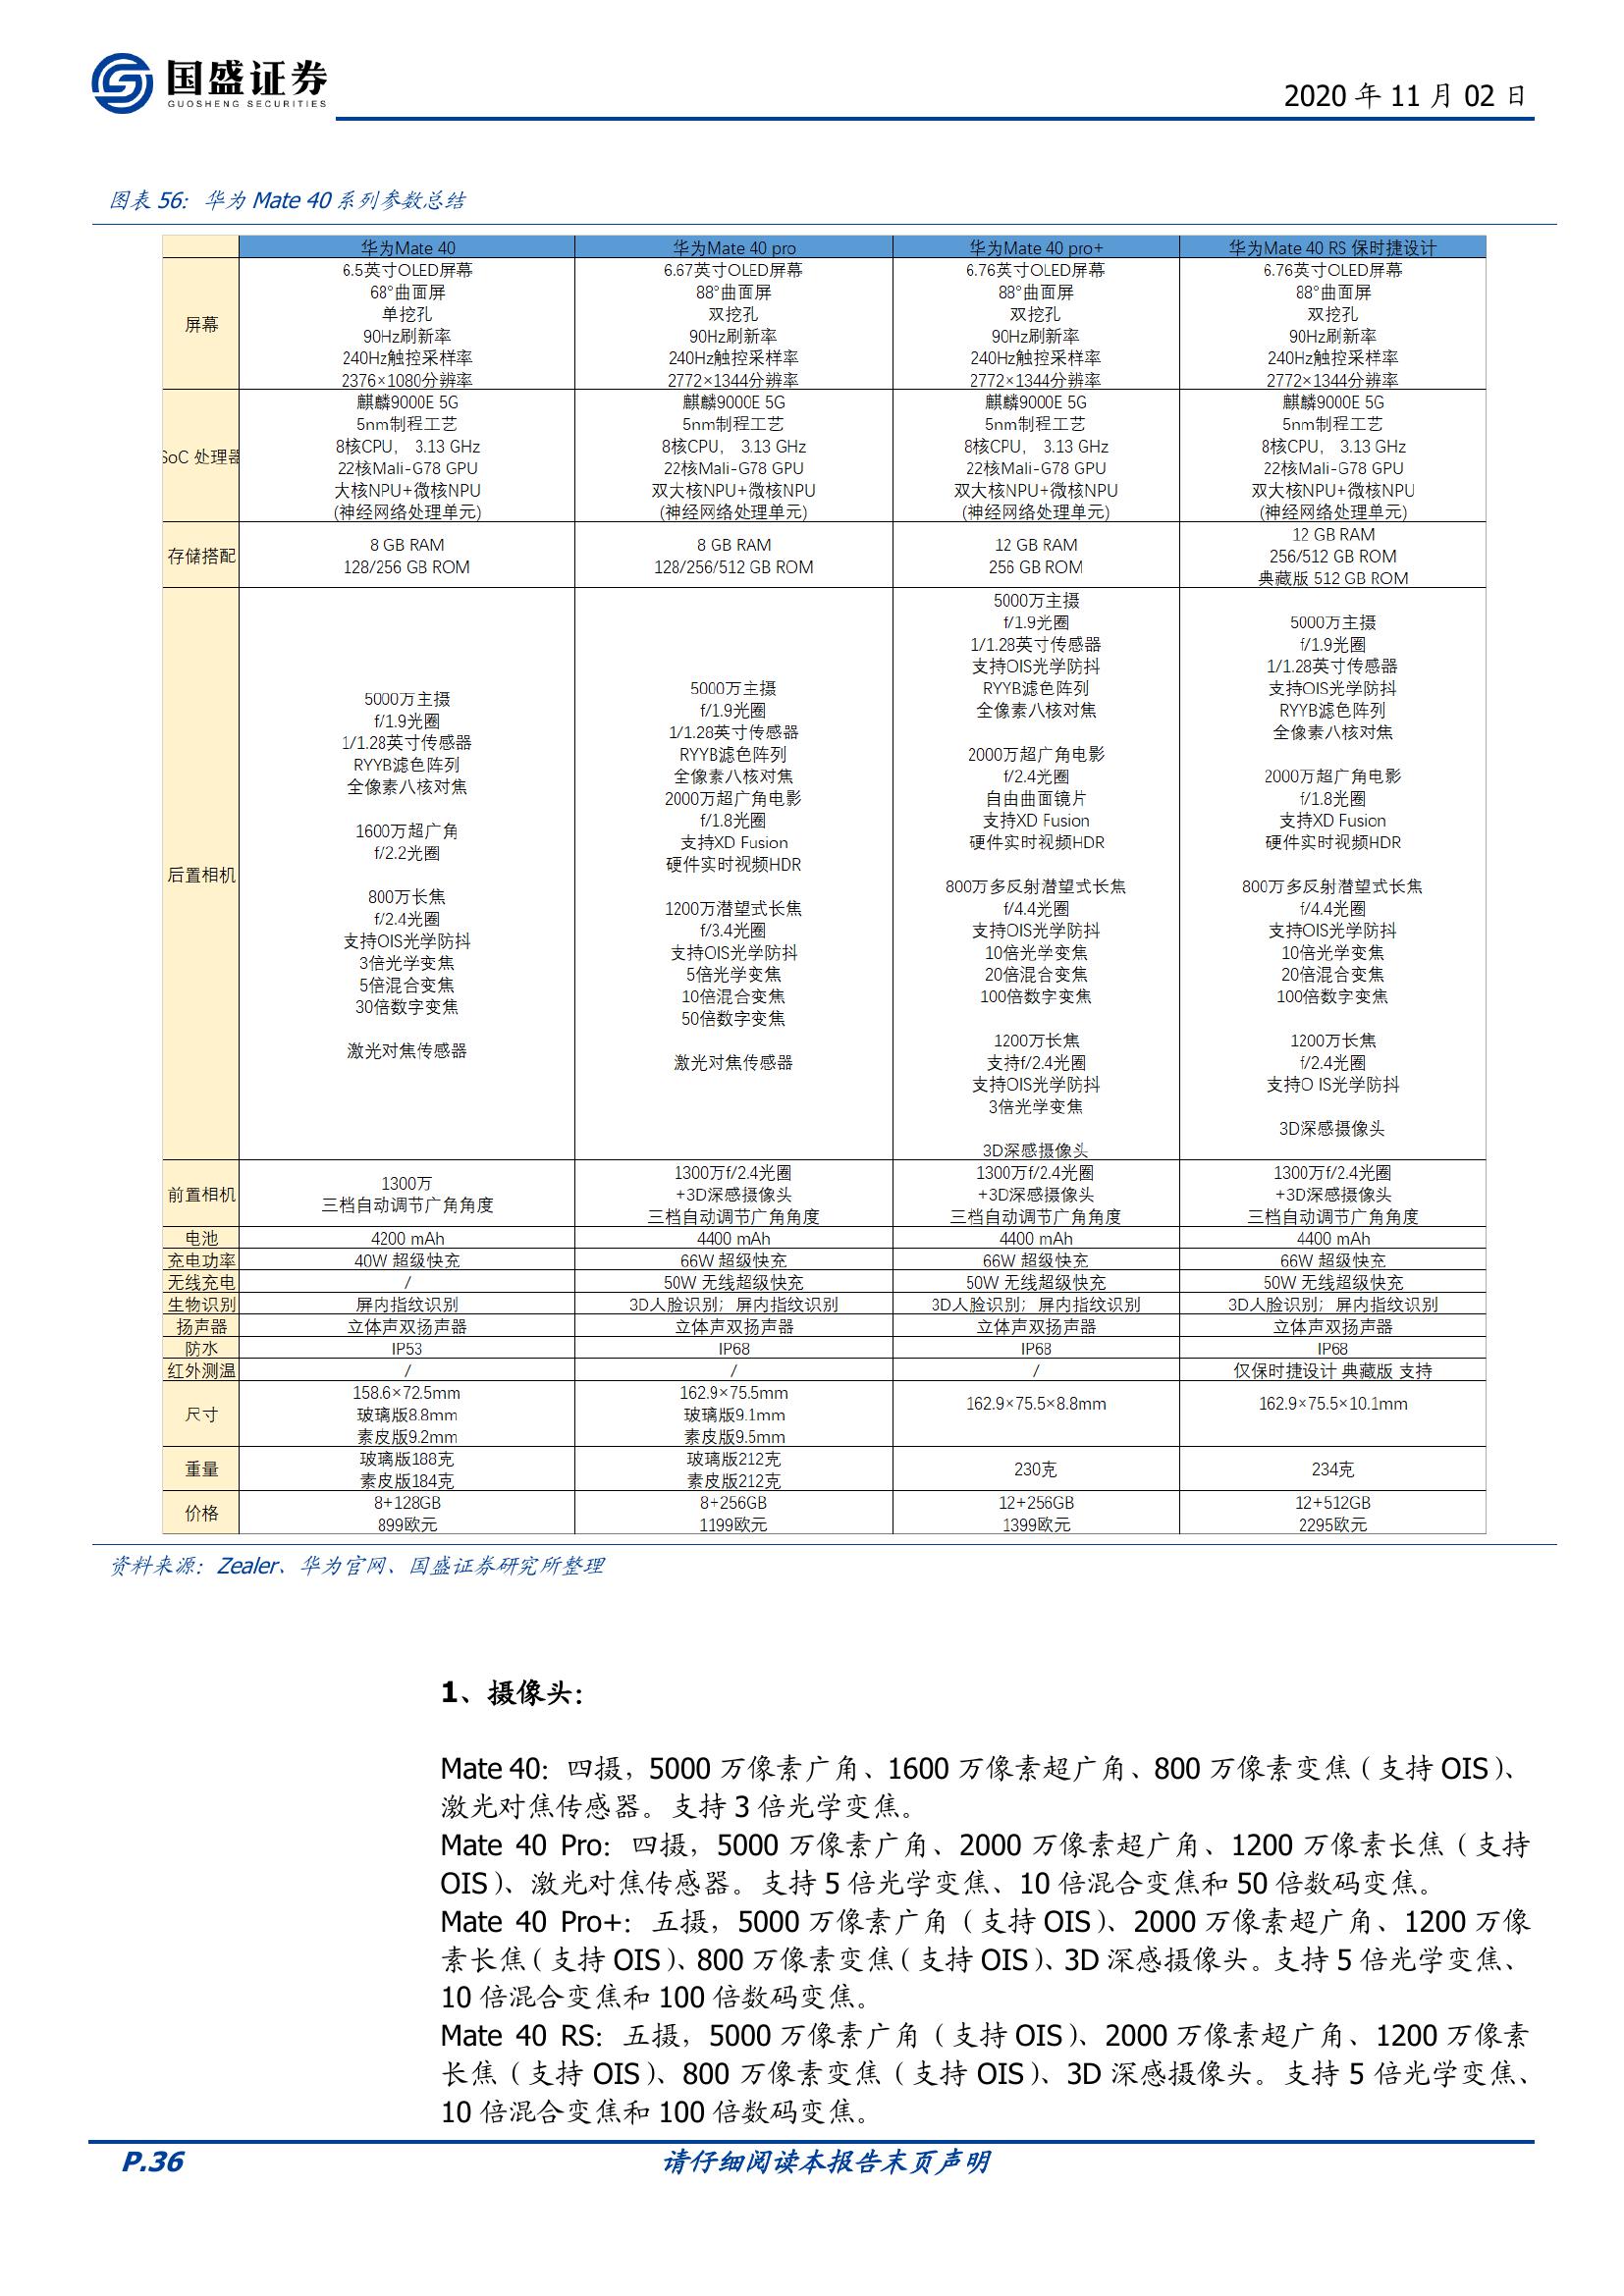 国盛证券
GUOSHENG SECURITIES
2020 年 11 月 02 日
图表 56：华为 Mate 40 系列参数总结
华为Mate 40 华为Mate 40 pro 华为Mate 40 pro+ 华为Mate 40 RS 保时捷设计
屏幕
6.5英寸OLED屏幕
68°曲面屏
单挖孔
90Hz刷新率
240Hz触控采样率
2376×1080分辨率
6.67英寸OLED屏幕
88°曲面屏
双挖孔
90Hz刷新率
240Hz触控采样率
2772×1344分辨率
6.76英寸OLED屏幕
88°曲面屏
双挖孔
90Hz刷新率
240Hz触控采样率
2772×1344分辨率
6.76英寸OLED屏幕
88°曲面屏
双挖孔
90Hz刷新率
240Hz触控采样率
2772×1344分辨率
SoC 处理器
麒麟9000E 5G
5nm制程工艺
8核CPU， 3.13 GHz
22核Mali-G78 GPU
大核NPU+微核NPU
(神经网络处理单元)
麒麟9000E 5G
5nm制程工艺
8核CPU， 3.13 GHz
22核Mali-G78 GPU
双大核NPU+微核NPU
(神经网络处理单元)
麒麟9000E 5G
5nm制程工艺
8核CPU， 3.13 GHz
22核Mali-G78 GPU
双大核NPU+微核NPU
(神经网络处理单元)
麒麟9000E 5G
5nm制程工艺
8核CPU， 3.13 GHz
22核Mali-G78 GPU
双大核NPU+微核NPU
(神经网络处理单元)
存储搭配
8 GB RAM
128/256 GB ROM
8 GB RAM
128/256/512 GB ROM
12 GB RAM
256 GB ROM
12 GB RAM
256/512 GB ROM
典藏版 512 GB ROM
后置相机
5000万主摄
f/1.9光圈
1/1.28英寸传感器
RYYB滤色阵列
全像素八核对焦
1600万超广角
f/2.2光圈
800万长焦
f/2.4光圈
支持OIS光学防抖
3倍光学变焦
5倍混合变焦
30倍数字变焦
激光对焦传感器
5000万主摄
f/1.9光圈
1/1.28英寸传感器
RYYB滤色阵列
全像素八核对焦
2000万超广角电影
f/1.8光圈
支持XD Fusion
硬件实时视频HDR
1200万潜望式长焦
f/3.4光圈
支持OIS光学防抖
5倍光学变焦
10倍混合变焦
50倍数字变焦
激光对焦传感器
5000万主摄
f/1.9光圈
1/1.28英寸传感器
支持OIS光学防抖
RYYB滤色阵列
全像素八核对焦
2000万超广角电影
f/2.4光圈
自由曲面镜片
支持XD Fusion
硬件实时视频HDR
800万多反射潜望式长焦
f/4.4光圈
支持OIS光学防抖
10倍光学变焦
20倍混合变焦
100倍数字变焦
1200万长焦
支持f/2.4光圈
支持OIS光学防抖
3倍光学变焦
3D深感摄像头
5000万主摄
f/1.9光圈
1/1.28英寸传感器
支持OIS光学防抖
RYYB滤色阵列
全像素八核对焦
2000万超广角电影
f/1.8光圈
支持XD Fusion
硬件实时视频HDR
800万多反射潜望式长焦
f/4.4光圈
支持OIS光学防抖
10倍光学变焦
20倍混合变焦
100倍数字变焦
1200万长焦
f/2.4光圈
支持O IS光学防抖
3D深感摄像头
前置相机
1300万
三档自动调节广角角度
1300万f/2.4光圈
+3D深感摄像头
三档自动调节广角角度
1300万f/2.4光圈
+3D深感摄像头
三档自动调节广角角度
1300万f/2.4光圈
+3D深感摄像头
三档自动调节广角角度
电池 4200 mAh 4400 mAh 4400 mAh 4400 mAh
充电功率 40W 超级快充 66W 超级快充 66W 超级快充 66W 超级快充
无线充电 / 50W 无线超级快充 50W 无线超级快充 50W 无线超级快充
生物识别 屏内指纹识别 3D人脸识别；屏内指纹识别 3D人脸识别；屏内指纹识别 3D人脸识别；屏内指纹识别
扬声器 立体声双扬声器 立体声双扬声器 立体声双扬声器 立体声双扬声器
防水 IP53 IP68 IP68 IP68
红外测温 / / / 仅保时捷设计 典藏版 支持
尺寸
158.6×72.5mm
玻璃版8.8mm
素皮版9.2mm
162.9×75.5mm
玻璃版9.1mm
素皮版9.5mm
162.9×75.5×8.8mm
162.9×75.5×10.1mm
重量
玻璃版188克
素皮版184克
玻璃版212克
素皮版212克
230克
234克
价格
8+128GB
899欧元
8+256GB
1199欧元
12+256GB
1399欧元
12+512GB
2295欧元
资料来源：Zealer、华为官网、国盛证券研究所整理
1、摄像头：
Mate 40：四摄，5000 万像素广角、1600 万像素超广角、800 万像素变焦（支持 OIS）、
激光对焦传感器。支持 3 倍光学变焦。
Mate 40 Pro：四摄，5000 万像素广角、2000 万像素超广角、1200 万像素长焦（支持
OIS）、激光对焦传感器。支持 5 倍光学变焦、10 倍混合变焦和 50 倍数码变焦。
Mate 40 Pro+：五摄，5000 万像素广角（支持 OIS）、2000 万像素超广角、1200 万像
素长焦（支持 OIS）、800 万像素变焦（支持 OIS）、3D 深感摄像头。支持 5 倍光学变焦、
10 倍混合变焦和 100 倍数码变焦。
Mate 40 RS：五摄，5000 万像素广角（支持 OIS）、2000 万像素超广角、1200 万像素
长焦（支持 OIS）、800 万像素变焦（支持 OIS）、3D 深感摄像头。支持 5 倍光学变焦、
10 倍混合变焦和 100 倍数码变焦。
P.36 请仔细阅读本报告末页声明